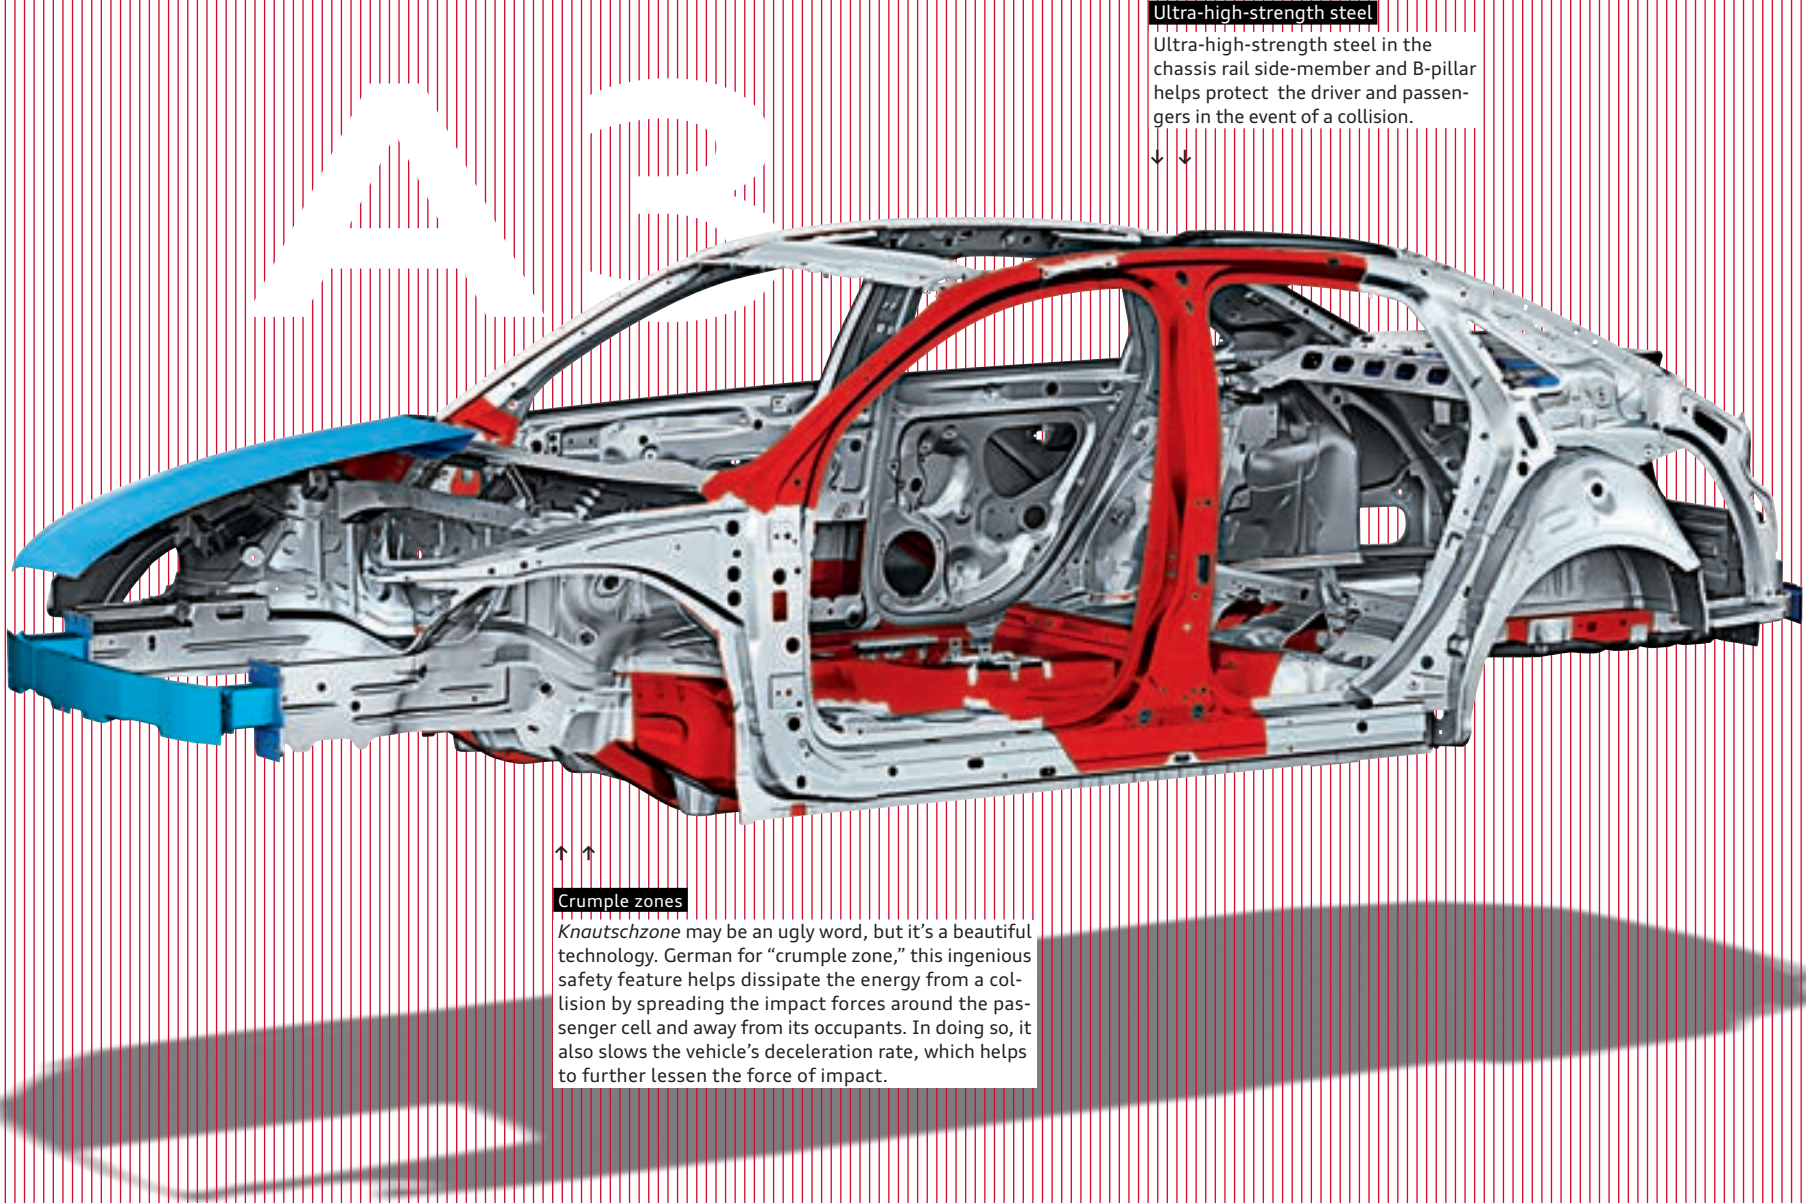 Ultra-high-strength steel
Ultra-high-strength steel in the
chassis rail side-member and B-pillar
helps protect the driver and passen-
gers in the event of a collision.
↓ ↓
A3
↑ ↑
Crumple zones
Knautschzone may be an ugly word, but it’s a beautiful
technology. German for “crumple zone,” this ingenious
safety feature helps dissipate the energy from a col-
lision by spreading the impact forces around the pas-
senger cell and away from its occupants. In doing so, it
also slows the vehicle’s deceleration rate, which helps
to further lessen the force of impact.